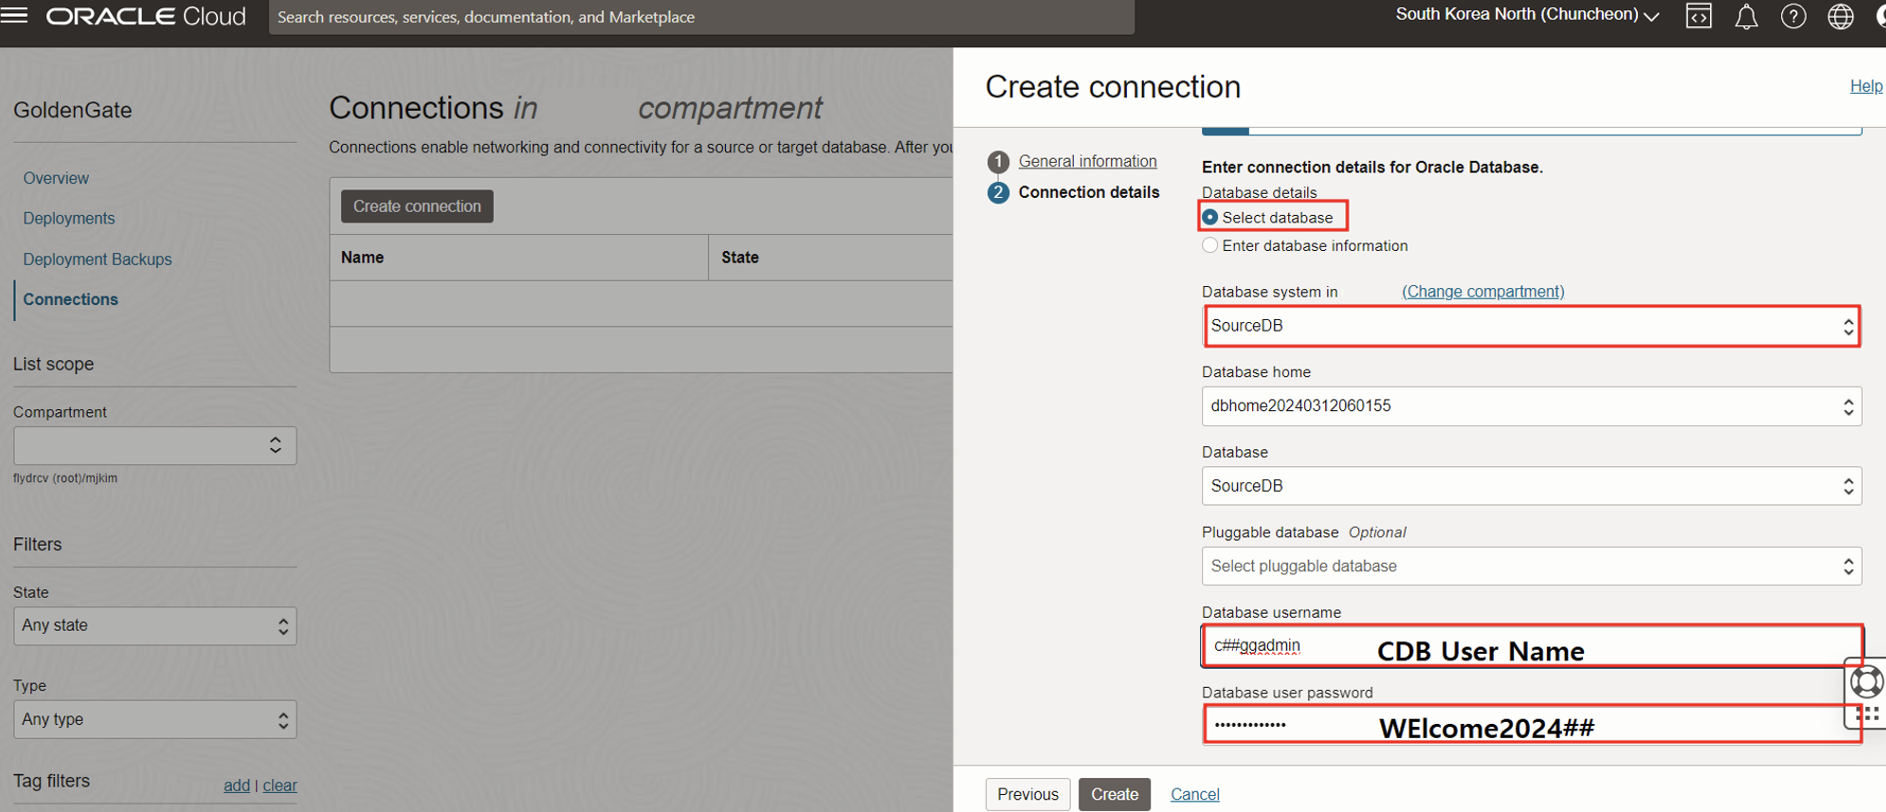 ORACLE Cloud
Search resources, services, documentation, and Marketplace
South Korea North (Chuncheon)
GoldenGate
Overview
Deployments
Deployment Backups
Connections
List scope
Compartment
flydrcv (root)/mjkim
Filters
State
Any state
Type
Any type
Tag filters
add | clear
Connections in compartment
Connections enable networking and connectivity for a source or target database. After you
Create connection
Name State
Create connection
Help
1 General information
2 Connection details
Enter connection details for Oracle Database.
Database details
Select database
Enter database information
Database system in (Change compartment)
SourceDB
Database home
dbhome20240312060155
Database
SourceDB
Pluggable database Optional
Select pluggable database
Database username
c##ggadmin CDB User Name
Database user password
••••••••••••• WElcome2024##
Previous Create Cancel